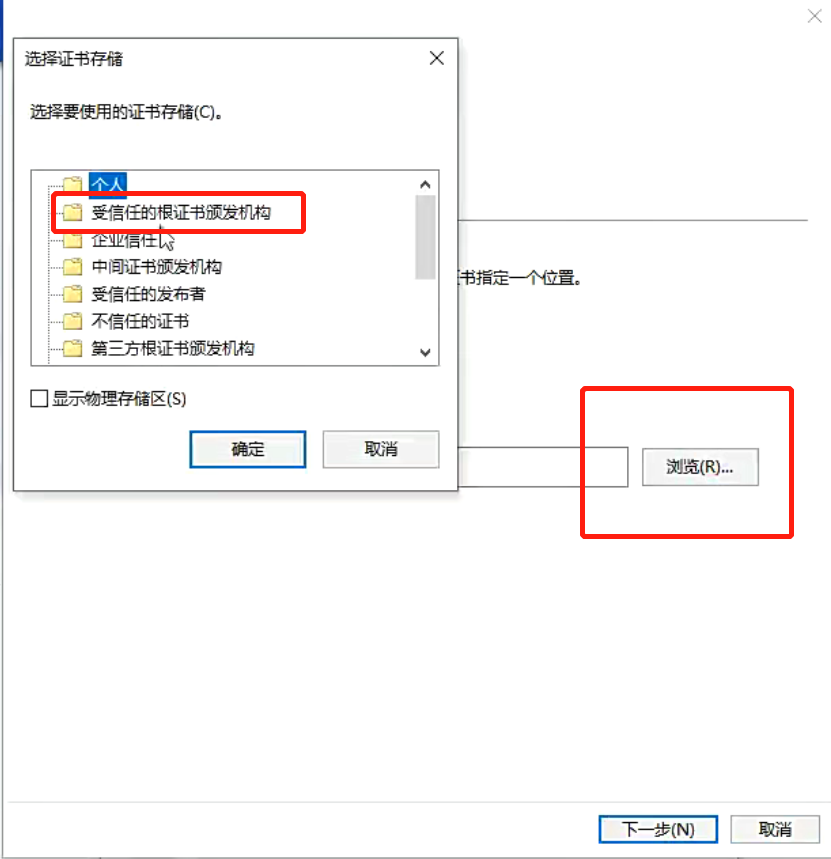 选择证书存储
选择要使用的证书存储(C)。
个人
受信任的根证书颁发机构
企业信任
中间证书颁发机构
受信任的发布者
不信任的证书
第三方根证书颁发机构
显示物理存储区(S)
确定
取消
书指定一个位置。
浏览(R)...
下一步(N)
取消